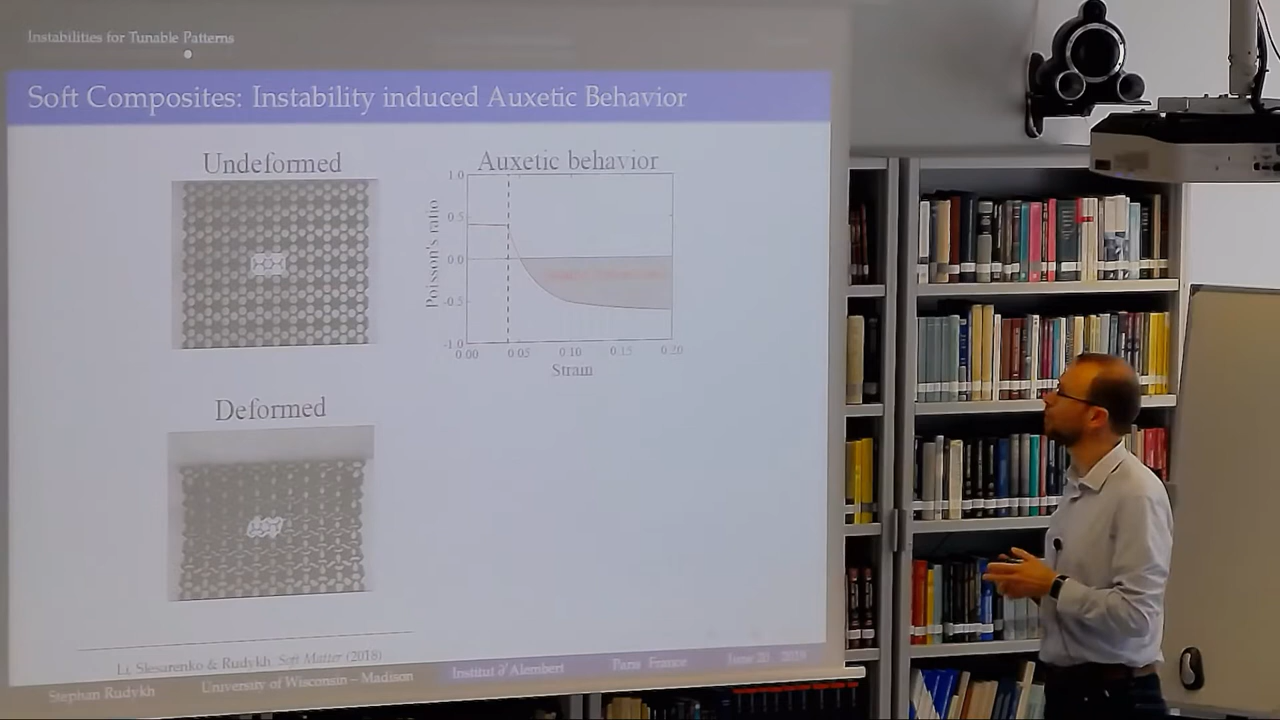 Instabilities for Tunable Patterns
Soft Composites: Instability induced Auxetic Behavior
Undeformed
Auxetic behavior
Poisson's ratio
1.0
0.5
0.0
-0.5
-1.0
0.00 0.05 0.10 0.15 0.20
Strain
Deformed
Li, Slesarenko & Rudykh, Soft Matter (2018)
Stephan Rudykh University of Wisconsin – Madison Institut ∂'Alembert Paris France June 20 2019